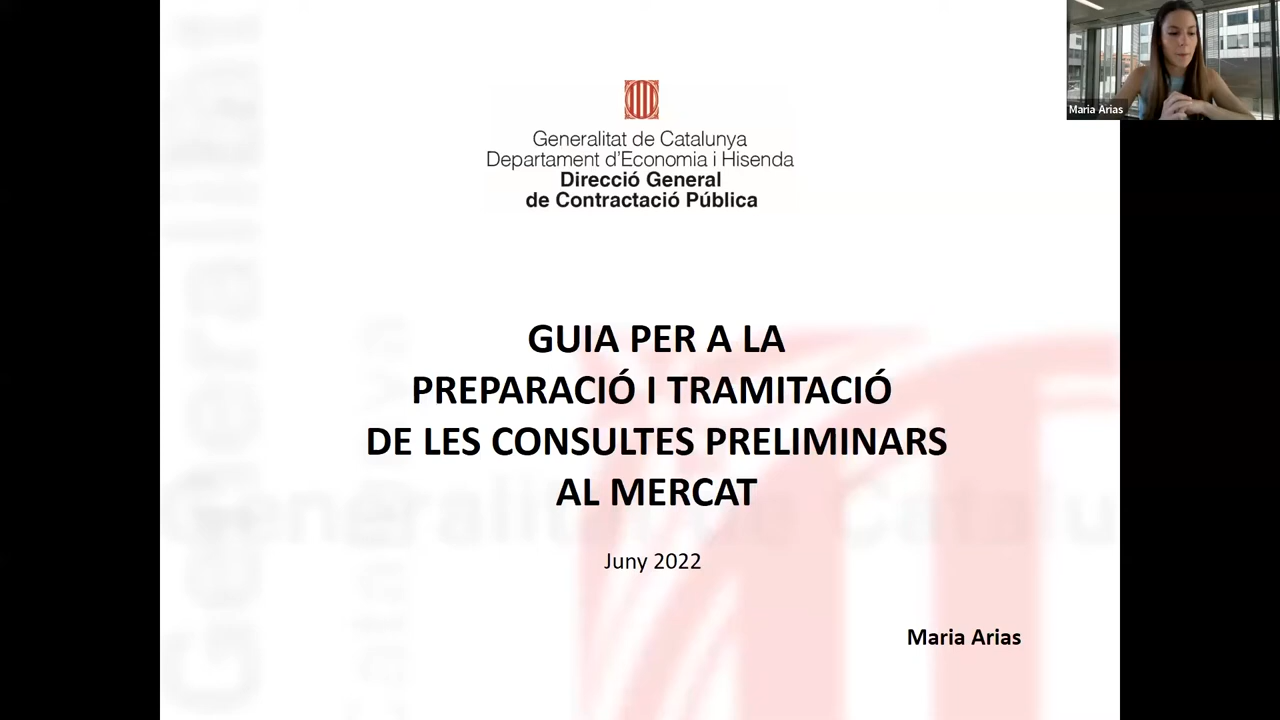 Generalitat de Catalunya
Departament d'Economia i Hisenda
Direcció General
de Contractació Pública
GUIA PER A LA
PREPARACIÓ I TRAMITACIÓ
DE LES CONSULTES PRELIMINARS
AL MERCAT
Juny 2022
Maria Arias
Maria Arias